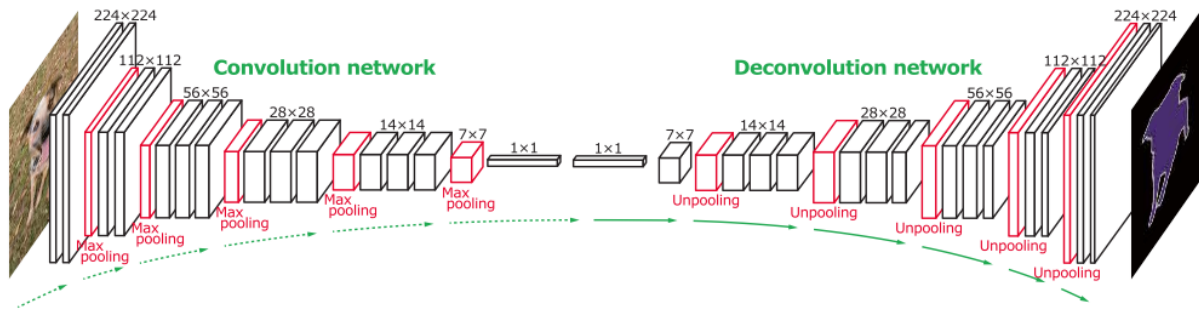 224×224
112×112
56×56
28×28
14×14
7×7
1×1
1×1
7×7
14×14
28×28
56×56
112×112
224×224
Convolution network
Deconvolution network
Max
pooling
Max
pooling
Max
pooling
Max
pooling
Max
pooling
Unpooling
Unpooling
Unpooling
Unpooling
Unpooling